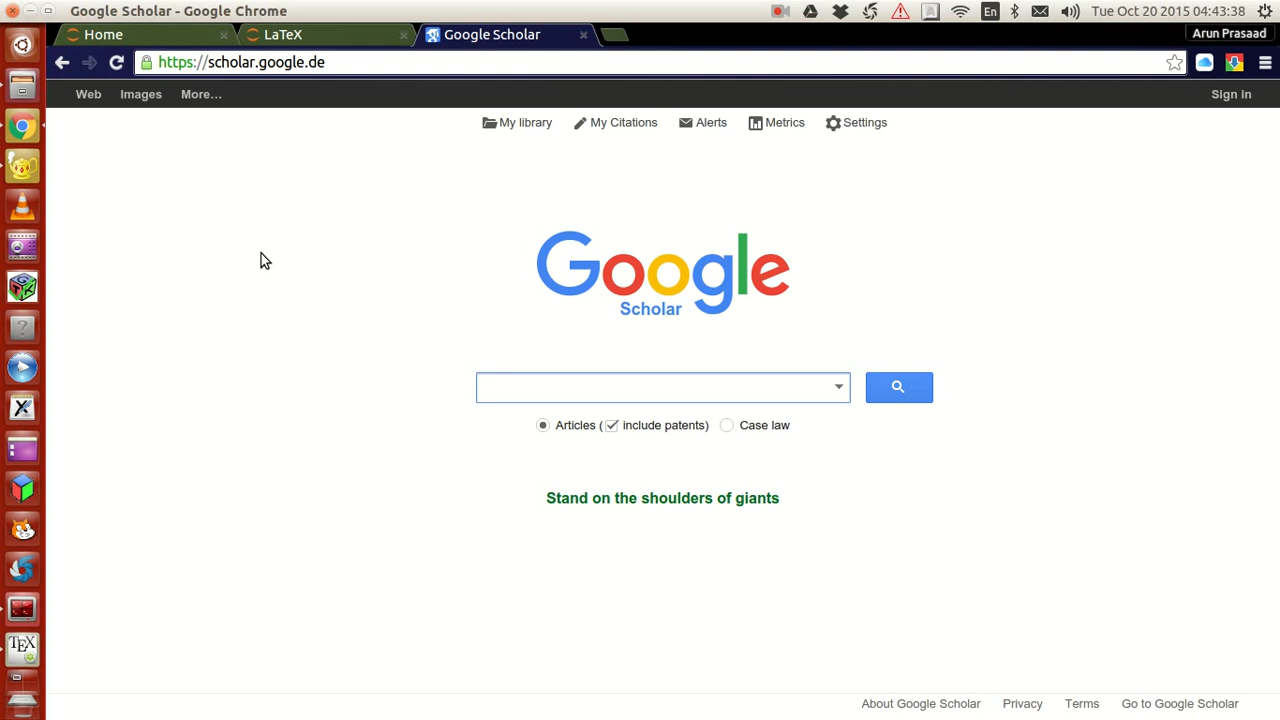 Google Scholar - Google Chrome
En
Tue Oct 20 2015 04:43:38
Home
LaTeX
Google Scholar
Arun Prasaad
https://scholar.google.de
Web Images More...
Sign in
My library My Citations Alerts Metrics Settings
Google
Scholar
Articles (include patents) Case law
Stand on the shoulders of giants
TEX
About Google Scholar Privacy Terms Go to Google Scholar